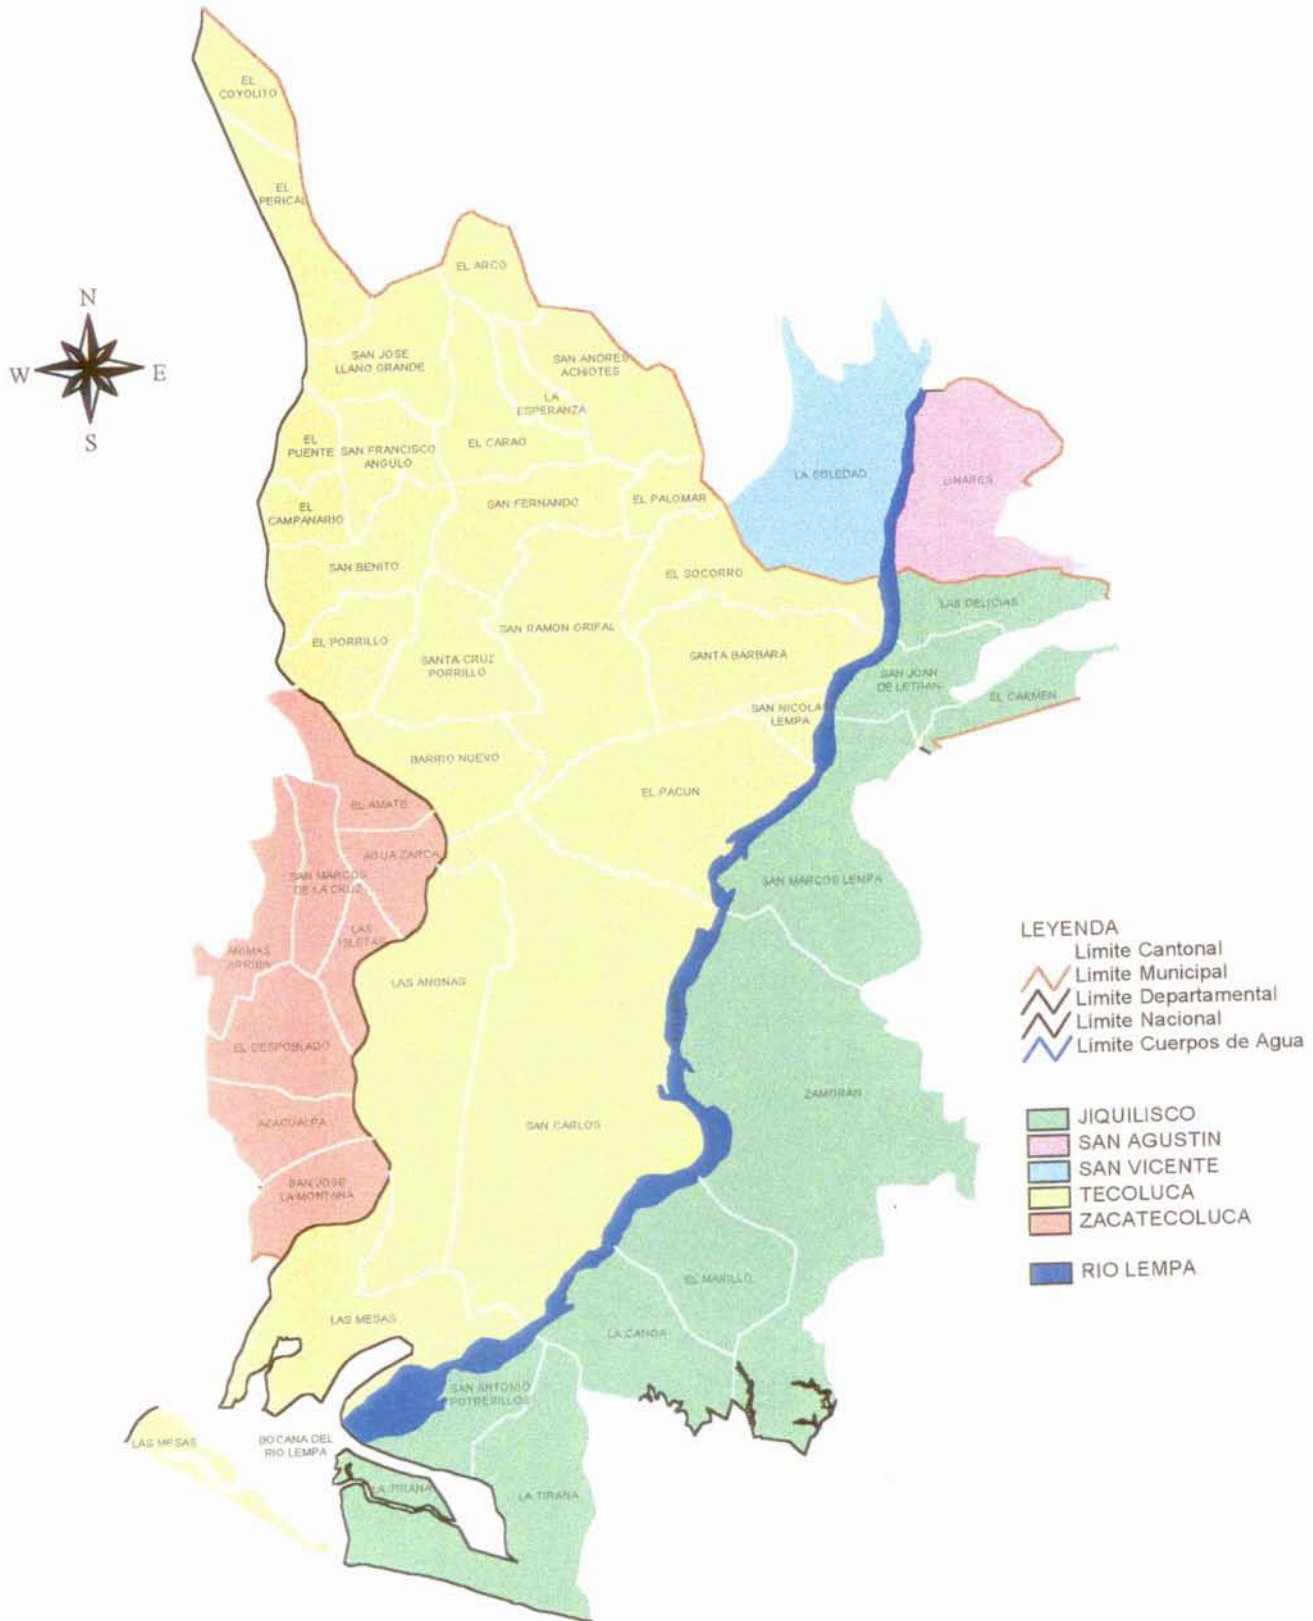 EL
COYOLITO
EL
PERICAL
EL ARCO
N
W
E
S
SAN JOSE
LLANO GRANDE
SAN ANDRES
ACHIOTES
LA
ESPERANZA
EL
PUENTE
SAN FRANCISCO
ANGULO
EL CARAO
LA SOLEDAD
LINARES
EL
CAMPANARIO
SAN FERNANDO
EL PALOMAR
SAN BENITO
EL SOCORRO
LAS DELICIAS
EL PORRILLO
SANTA CRUZ
PORRILLO
SAN RAMON GRIFAL
SANTA BARBARA
SAN JUAN
DE LETRAN
EL CARMEN
SAN NICOLAS
LEMPA
BARRIO NUEVO
EL PACUN
EL AMATE
AGUA ZARCA
SAN MARCOS
DE LA CRUZ
SAN MARCOS LEMPA
LAS
ISLETAS
ANIMAS
ARRIBA
LAS ANONAS
EL DESPOBLADO
ZAMORAN
AZACUALPA
SAN CARLOS
SAN JOSE
LA MONTAÑA
EL MARILLO
LAS MESAS
LA CANOA
SAN ANTONIO
POTRERILLOS
LAS MESAS
BOCANA DEL
RIO LEMPA
LA TIRANA
LA TIRANA
LEYENDA
Límite Cantonal
Límite Municipal
Límite Departamental
Límite Nacional
Límite Cuerpos de Agua
JIQUILISCO
SAN AGUSTIN
SAN VICENTE
TECOLUCA
ZACATECOLUCA
RIO LEMPA